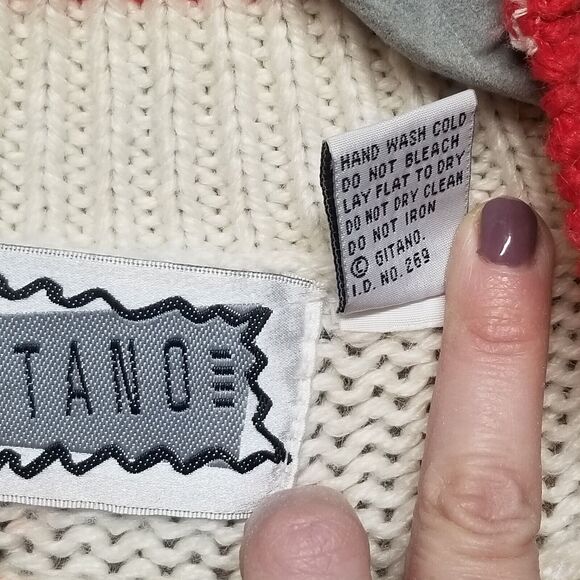 HAND WASH COLD
DO NOT BLEACH
LAY FLAT TO DRY
DO NOT DRY CLEAN
DO NOT IRON
© GITANO.
I.D. NO. 269
TANO